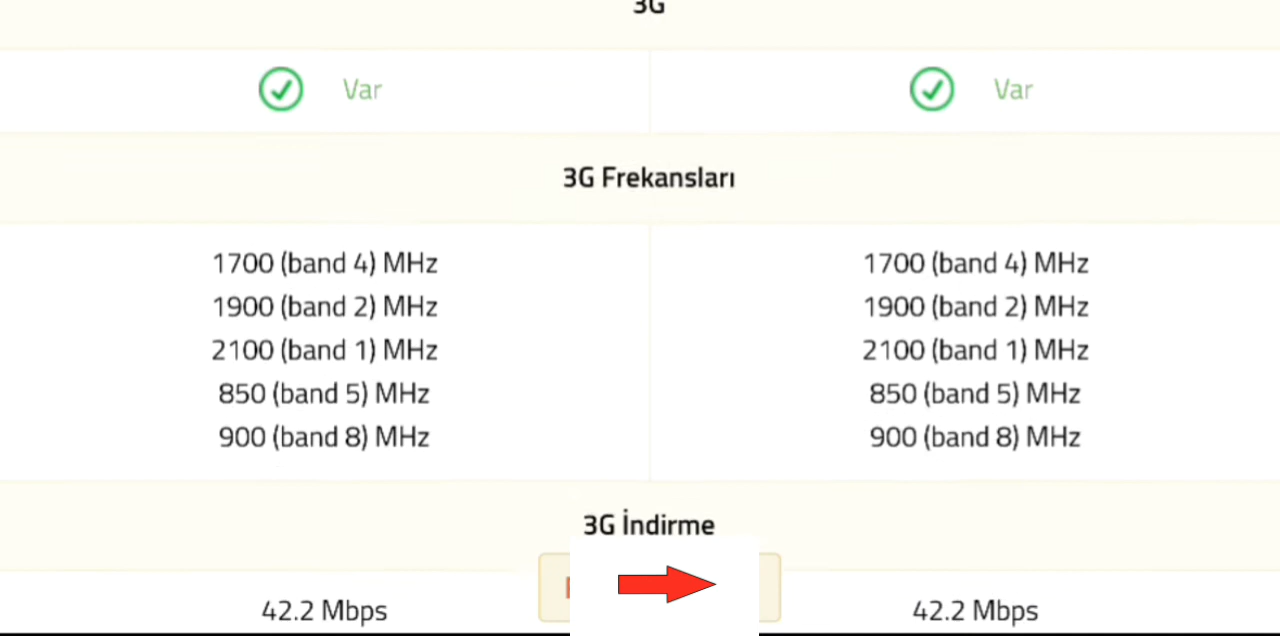 3G
Var
Var
3G Frekansları
1700 (band 4) MHz
1700 (band 4) MHz
1900 (band 2) MHz
1900 (band 2) MHz
2100 (band 1) MHz
2100 (band 1) MHz
850 (band 5) MHz
850 (band 5) MHz
900 (band 8) MHz
900 (band 8) MHz
3G İndirme
42.2 Mbps
42.2 Mbps